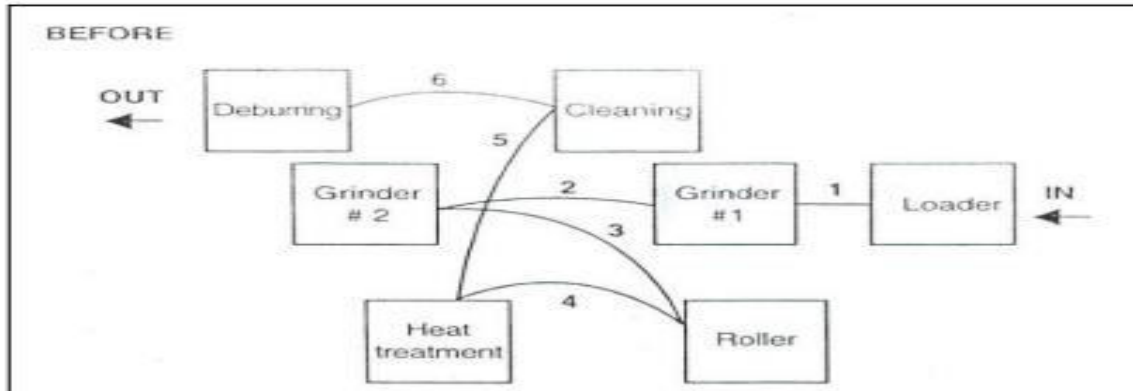 BEFORE
OUT
Deburring
6
Cleaning
5
Grinder
# 2
2
Grinder
#1
1
Loader
IN
3
4
Heat
treatment
Roller